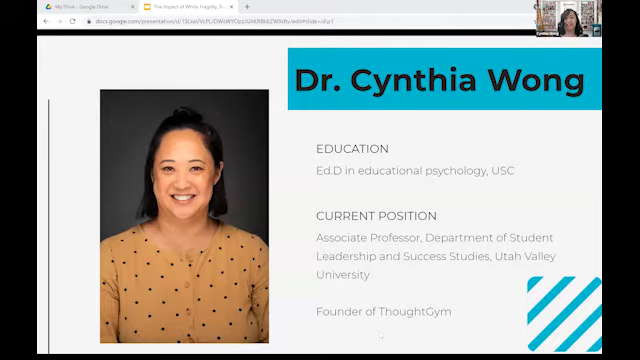 My Drive - Google Drive
The Impact of White Fragility,
Dr. Cynthia Wong
EDUCATION
Ed.D in educational psychology, USC
CURRENT POSITION
Associate Professor, Department of Student
Leadership and Success Studies, Utah Valley
University
Founder of ThoughtGym